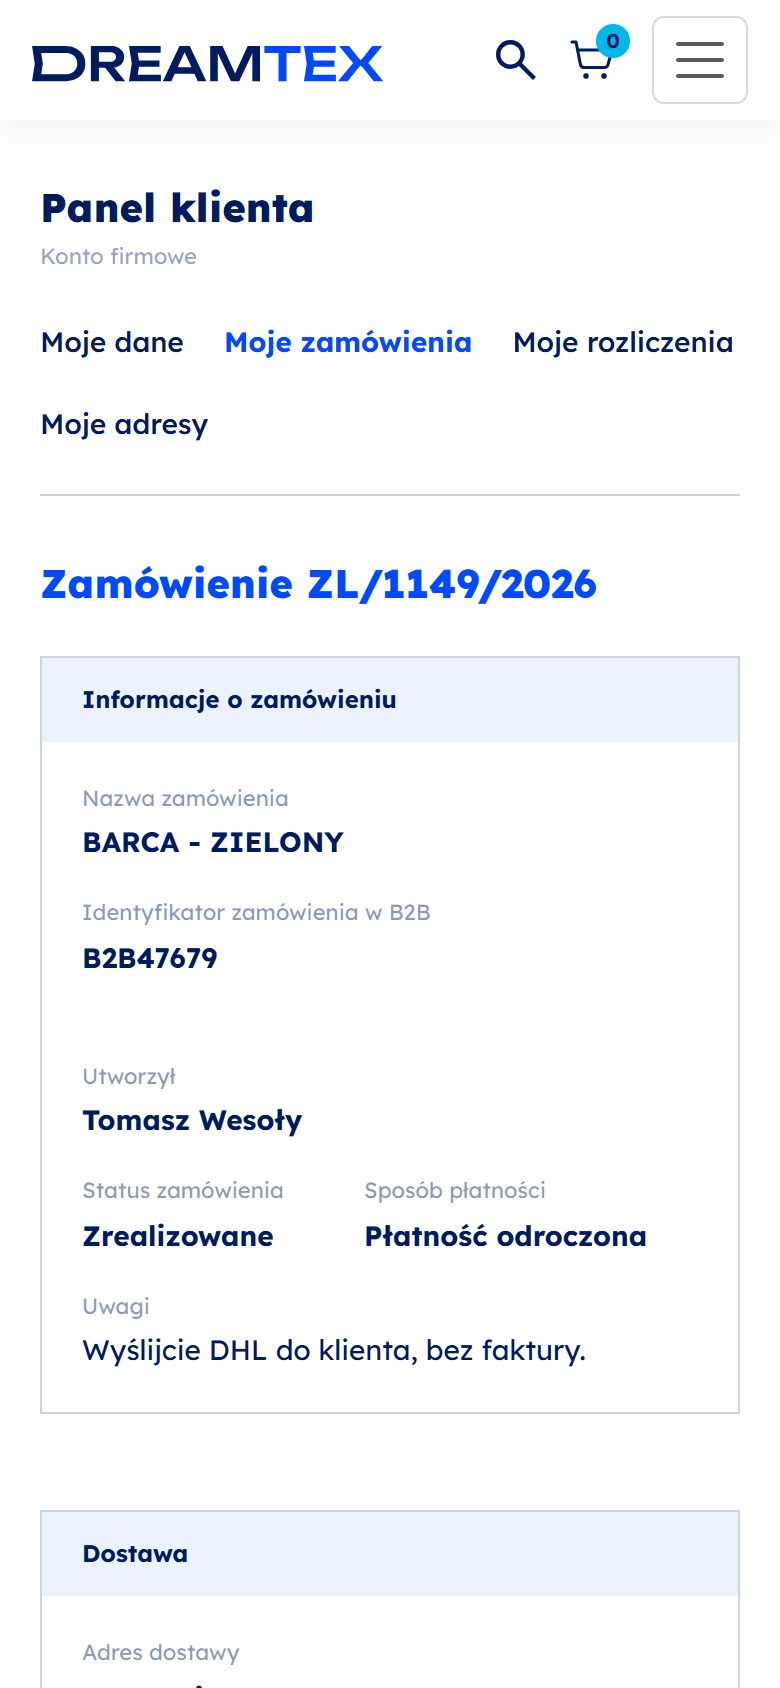 DREAMTEX
0
Panel klienta
Konto firmowe
Moje dane Moje zamówienia Moje rozliczenia
Moje adresy
Zamówienie ZL/1149/2026
Informacje o zamówieniu
Nazwa zamówienia
BARCA - ZIELONY
Identyfikator zamówienia w B2B
B2B47679
Utworzył
Tomasz Wesoły
Status zamówienia Sposób płatności
Zrealizowane Płatność odroczona
Uwagi
Wyślijcie DHL do klienta, bez faktury.
Dostawa
Adres dostawy